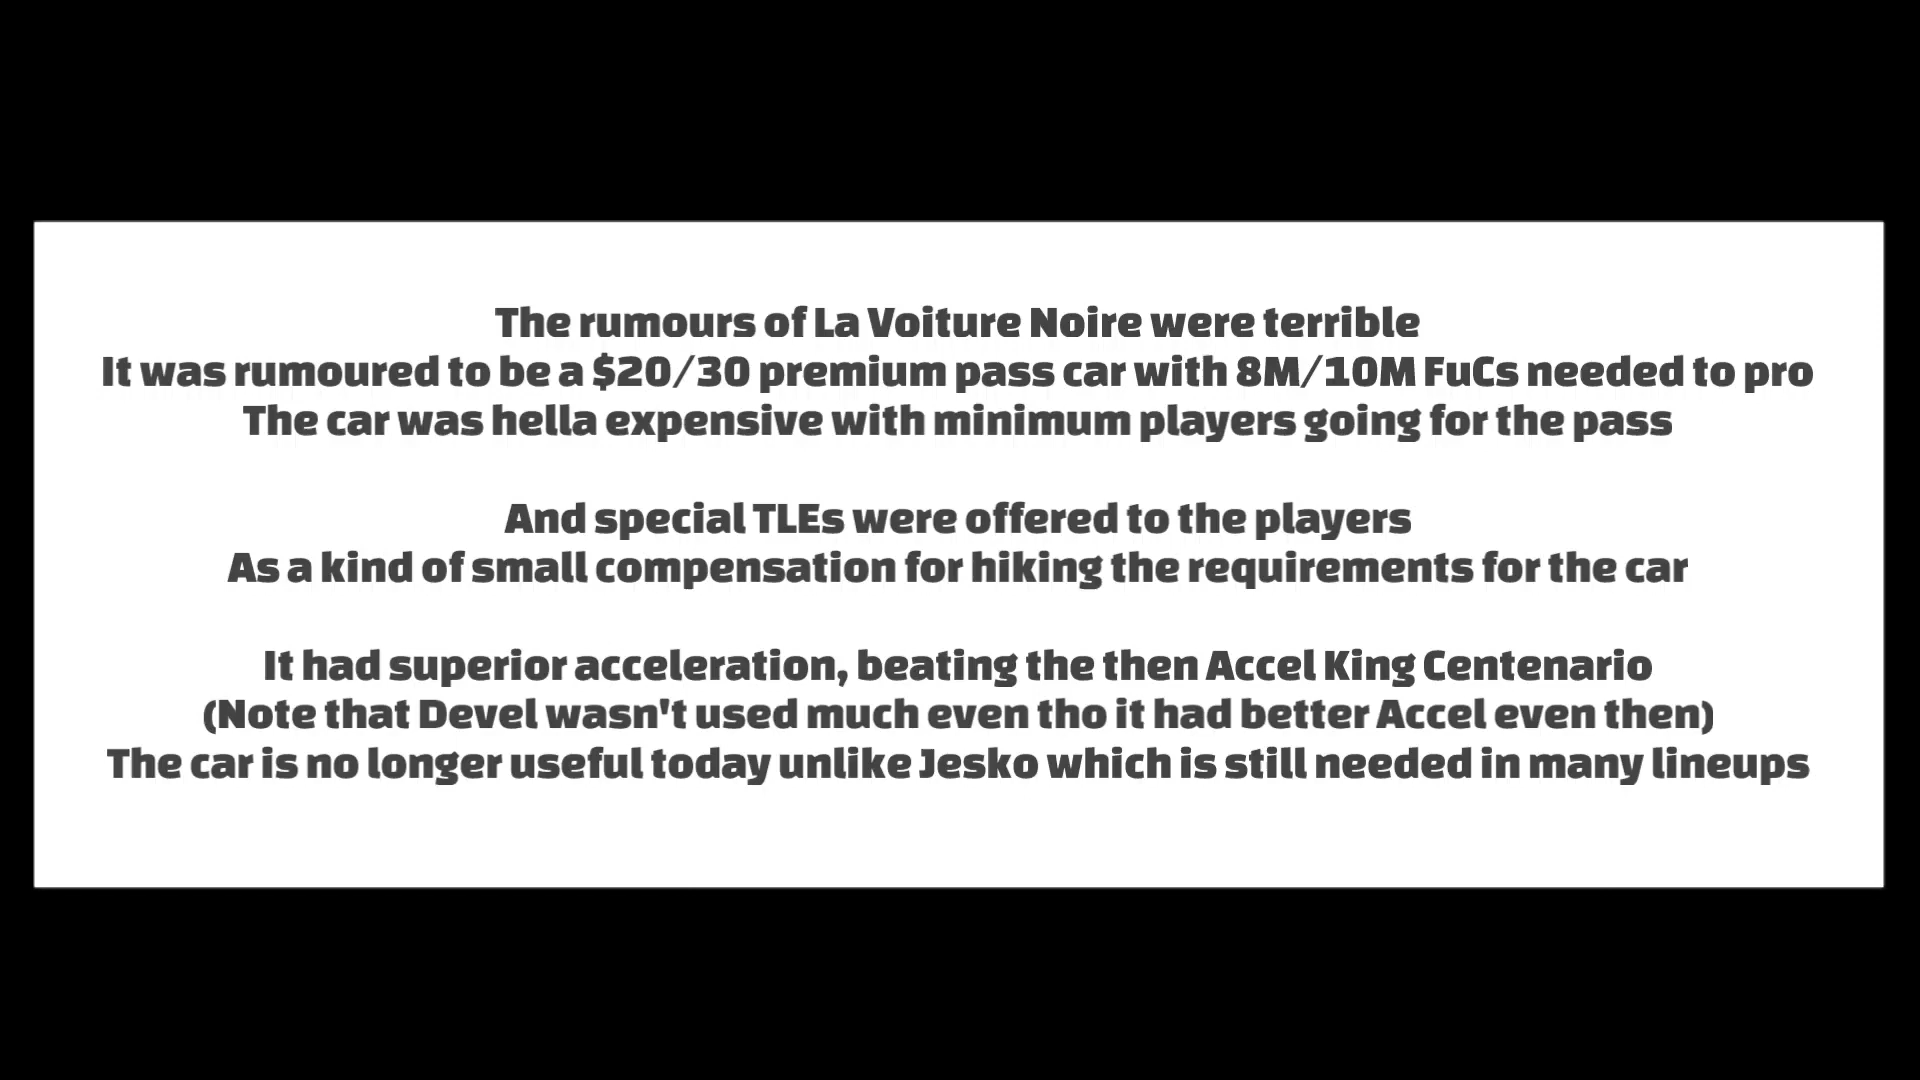 The rumours of La Voiture Noire were terrible
It was rumoured to be a $20/30 premium pass car with 8M/10M FuCs needed to pro
The car was hella expensive with minimum players going for the pass
And special TLEs were offered to the players
As a kind of small compensation for hiking the requirements for the car
It had superior acceleration, beating the then Accel King Centenario
(Note that Devel wasn't used much even tho it had better Accel even then)
The car is no longer useful today unlike Jesko which is still needed in many lineups